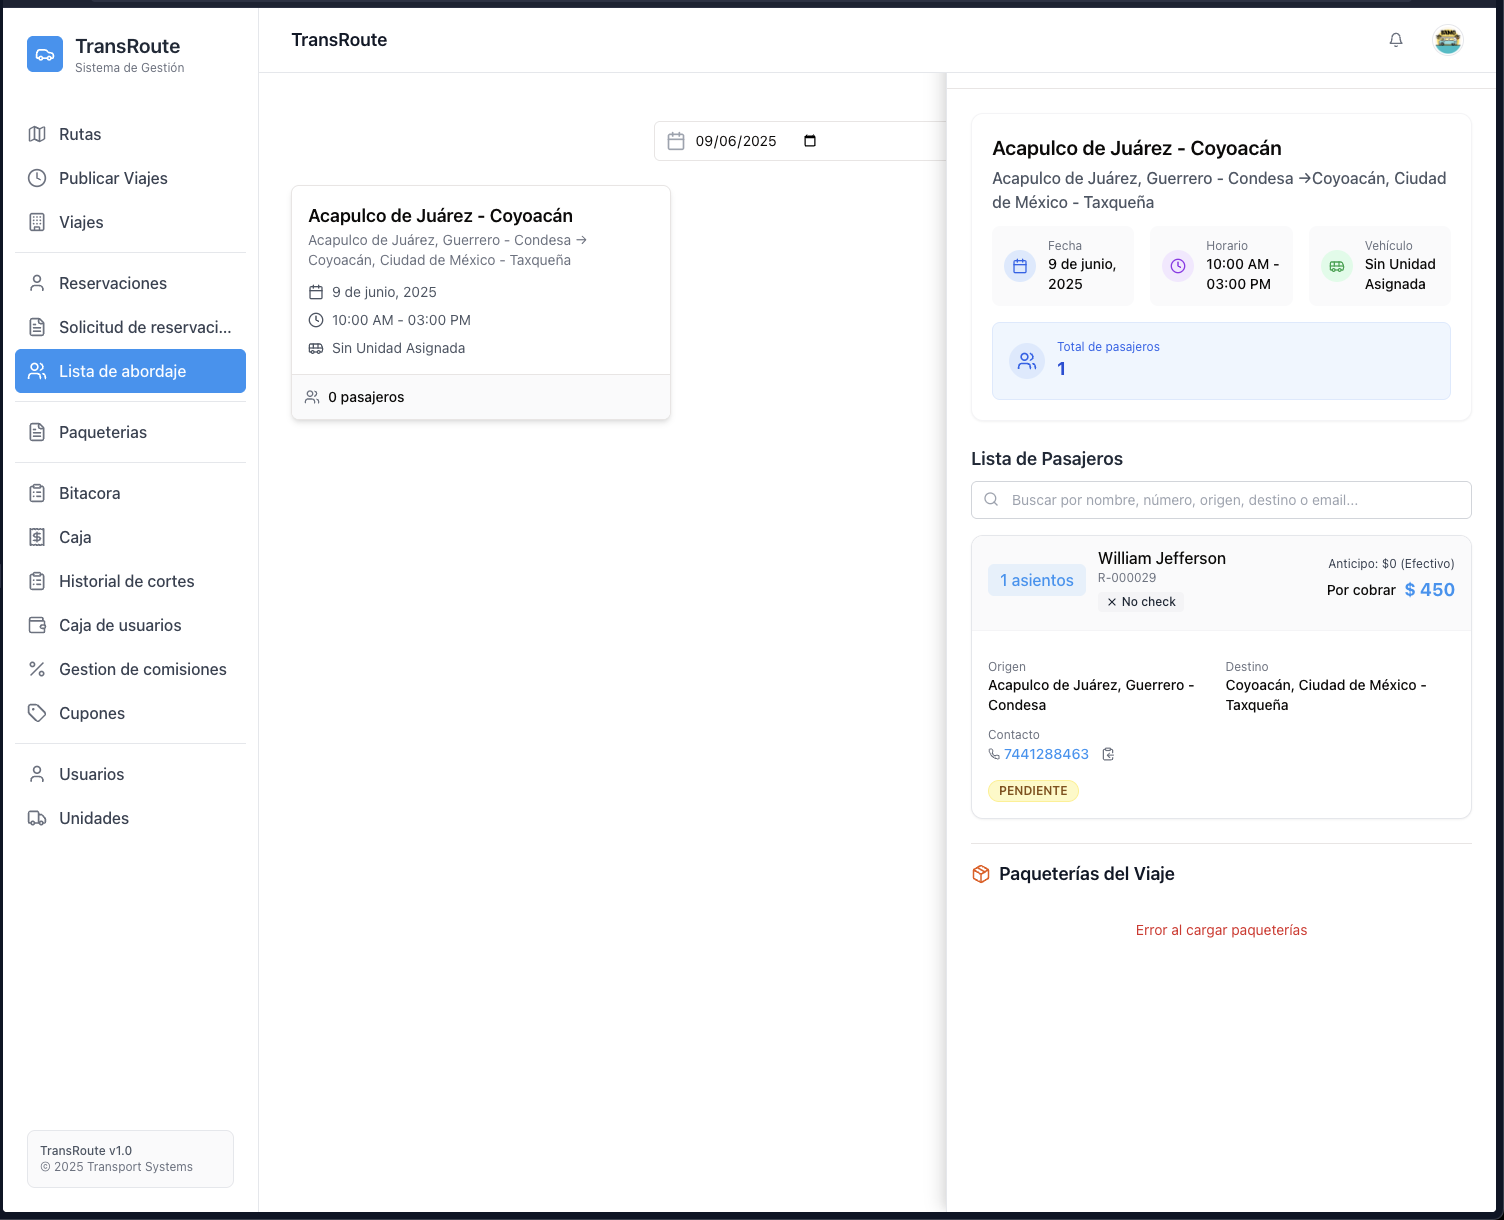 TransRoute
Sistema de Gestión
Rutas
Publicar Viajes
Viajes
Reservaciones
Solicitud de reservaci...
Lista de abordaje
Paqueterias
Bitacora
Caja
Historial de cortes
Caja de usuarios
Gestion de comisiones
Cupones
Usuarios
Unidades
TransRoute v1.0
© 2025 Transport Systems
TransRoute
09/06/2025
Acapulco de Juárez - Coyoacán
Acapulco de Juárez, Guerrero - Condesa →
Coyoacán, Ciudad de México - Taxqueña
9 de junio, 2025
10:00 AM - 03:00 PM
Sin Unidad Asignada
0 pasajeros
Acapulco de Juárez - Coyoacán
Acapulco de Juárez, Guerrero - Condesa →Coyoacán, Ciudad
de México - Taxqueña
Fecha
9 de junio,
2025
Horario
10:00 AM -
03:00 PM
Vehículo
Sin Unidad
Asignada
Total de pasajeros
1
Lista de Pasajeros
Buscar por nombre, número, origen, destino o email...
1 asientos
William Jefferson
R-000029
× No check
Anticipo: $0 (Efectivo)
Por cobrar $ 450
Origen
Acapulco de Juárez, Guerrero -
Condesa
Destino
Coyoacán, Ciudad de México -
Taxqueña
Contacto
7441288463
PENDIENTE
Paqueterías del Viaje
Error al cargar paqueterías